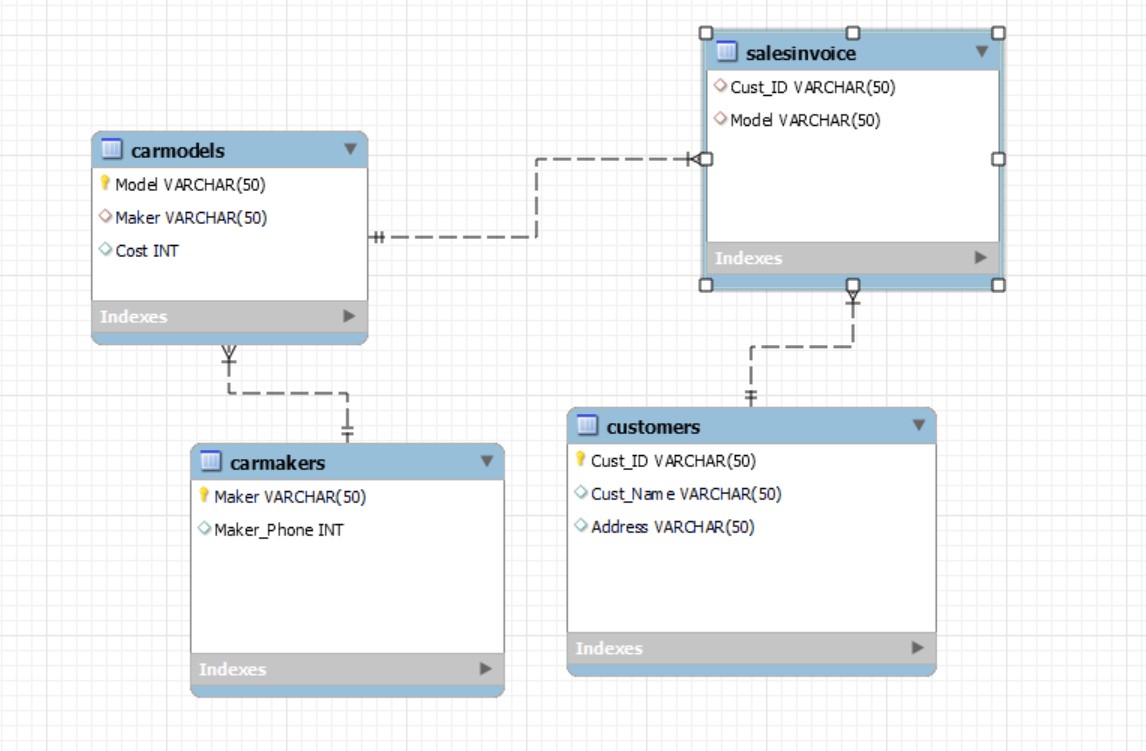 salesinvoice
Cust_ID VARCHAR(50)
Model VARCHAR(50)
Indexes
carmodels
Model VARCHAR(50)
Maker VARCHAR(50)
Cost INT
Indexes
carmakers
Maker VARCHAR(50)
Maker_Phone INT
Indexes
customers
Cust_ID VARCHAR(50)
Cust_Name VARCHAR(50)
Address VARCHAR(50)
Indexes